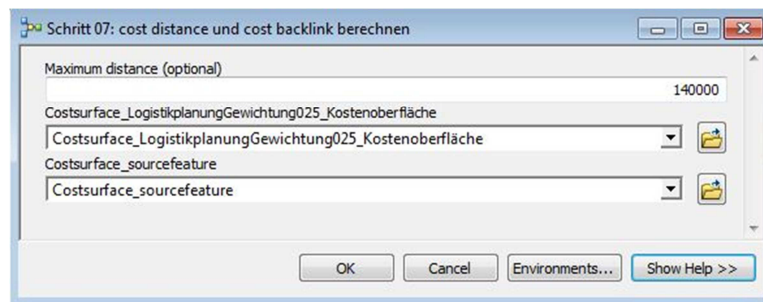 Schritt 07: cost distance und cost backlink berechnen
Maximum distance (optional)
140000
Costsurface_LogistikplanungGewichtung025_Kostenoberfläche
Costsurface_LogistikplanungGewichtung025_Kostenoberfläche
Costsurface_sourcefeature
Costsurface_sourcefeature
OK Cancel Environments... Show Help >>